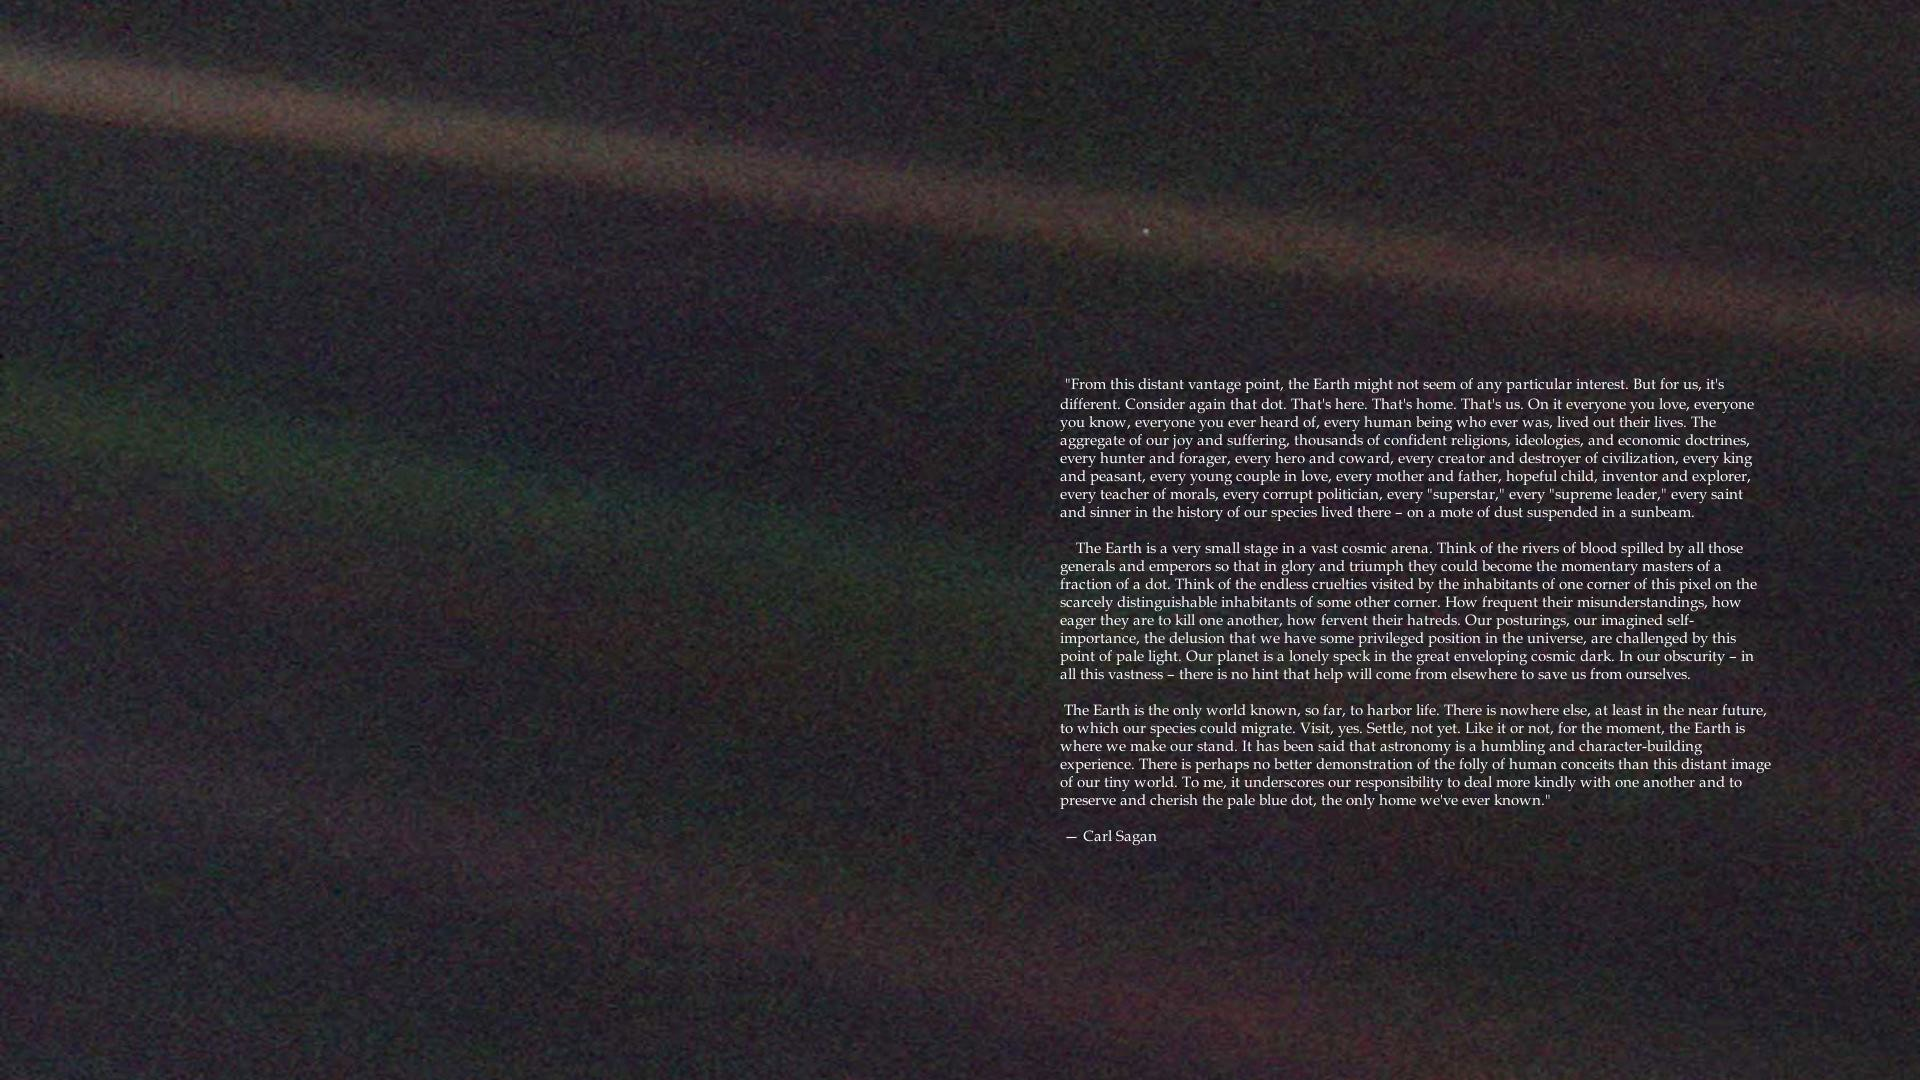 "From this distant vantage point, the Earth might not seem of any particular interest. But for us, it's
different. Consider again that dot. That's here. That's home. That's us. On it everyone you love, everyone
you know, everyone you ever heard of, every human being who ever was, lived out their lives. The
aggregate of our joy and suffering, thousands of confident religions, ideologies, and economic doctrines,
every hunter and forager, every hero and coward, every creator and destroyer of civilization, every king
and peasant, every young couple in love, every mother and father, hopeful child, inventor and explorer,
every teacher of morals, every corrupt politician, every "superstar," every "supreme leader," every saint
and sinner in the history of our species lived there – on a mote of dust suspended in a sunbeam.
The Earth is a very small stage in a vast cosmic arena. Think of the rivers of blood spilled by all those
generals and emperors so that in glory and triumph they could become the momentary masters of a
fraction of a dot. Think of the endless cruelties visited by the inhabitants of one corner of this pixel on the
scarcely distinguishable inhabitants of some other corner. How frequent their misunderstandings, how
eager they are to kill one another, how fervent their hatreds. Our posturings, our imagined self-
importance, the delusion that we have some privileged position in the universe, are challenged by this
point of pale light. Our planet is a lonely speck in the great enveloping cosmic dark. In our obscurity – in
all this vastness – there is no hint that help will come from elsewhere to save us from ourselves.
The Earth is the only world known, so far, to harbor life. There is nowhere else, at least in the near future,
to which our species could migrate. Visit, yes. Settle, not yet. Like it or not, for the moment, the Earth is
where we make our stand. It has been said that astronomy is a humbling and character-building
experience. There is perhaps no better demonstration of the folly of human conceits than this distant image
of our tiny world. To me, it underscores our responsibility to deal more kindly with one another and to
preserve and cherish the pale blue dot, the only home we've ever known."
— Carl Sagan